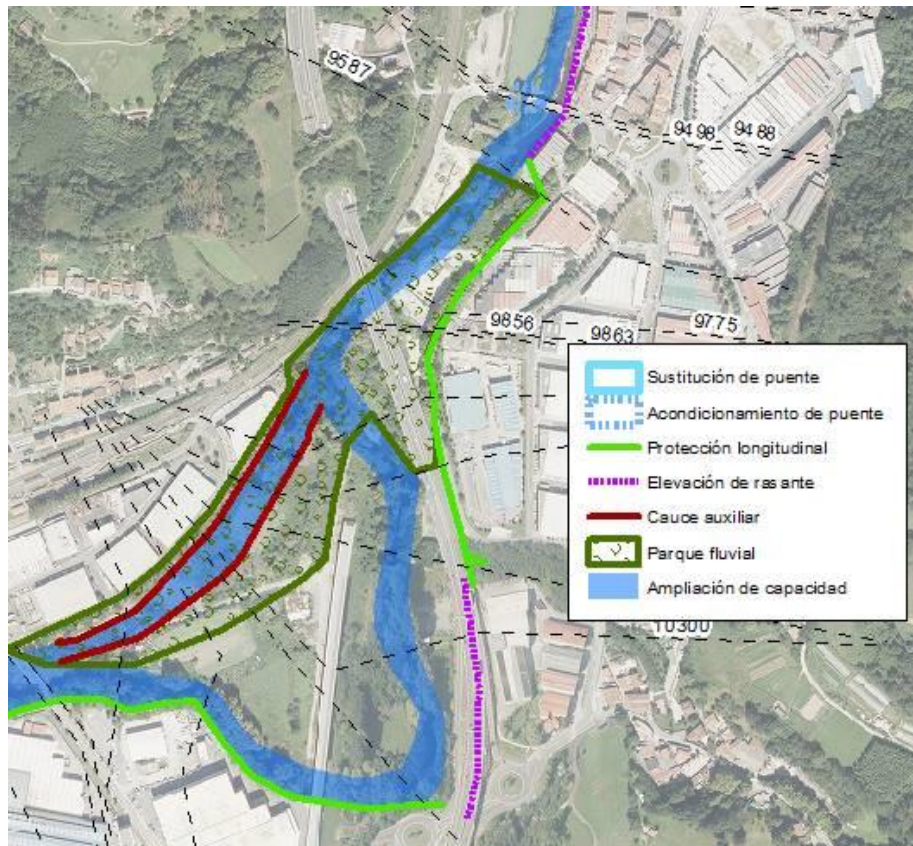 9587
9498
9488
9856
9863
9775
Sustitución de puente
Acondicionamiento de puente
Protección longitudinal
Elevación de rasante
Cauce auxiliar
Parque fluvial
Ampliación de capacidad
10300